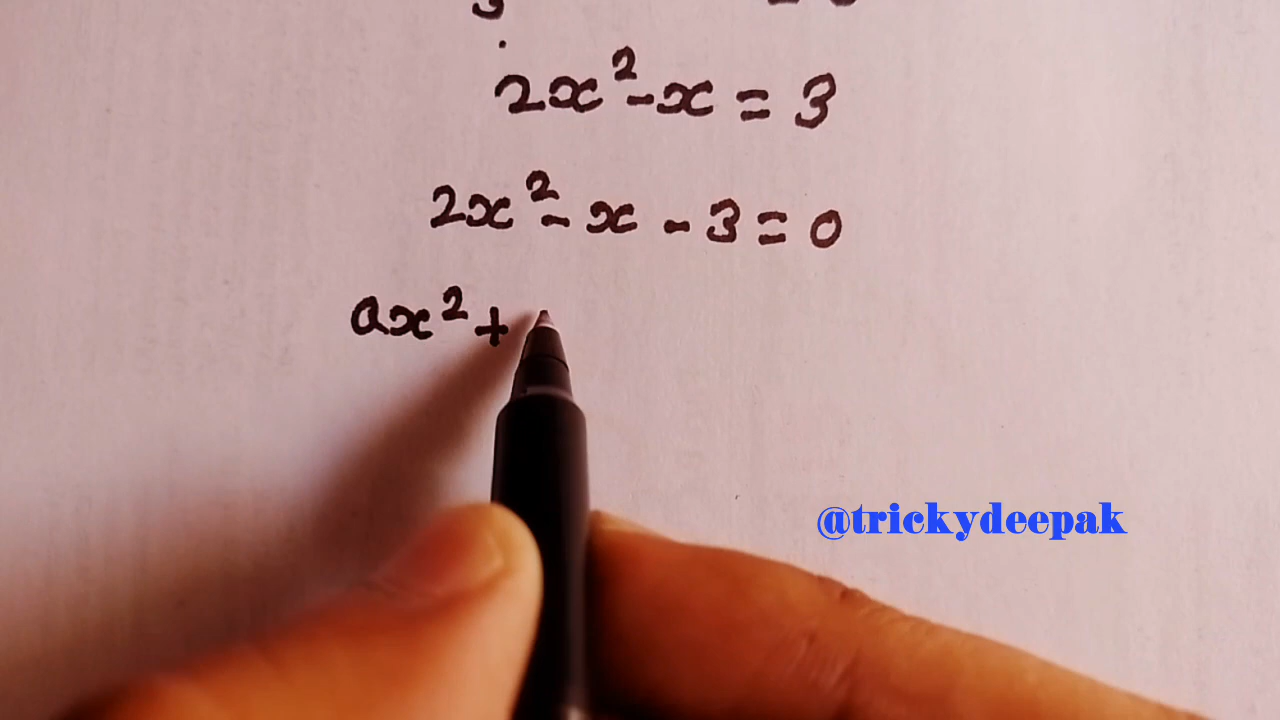 2x² - x = 3
2x² - x - 3 = 0
ax² +
@trickydeepak